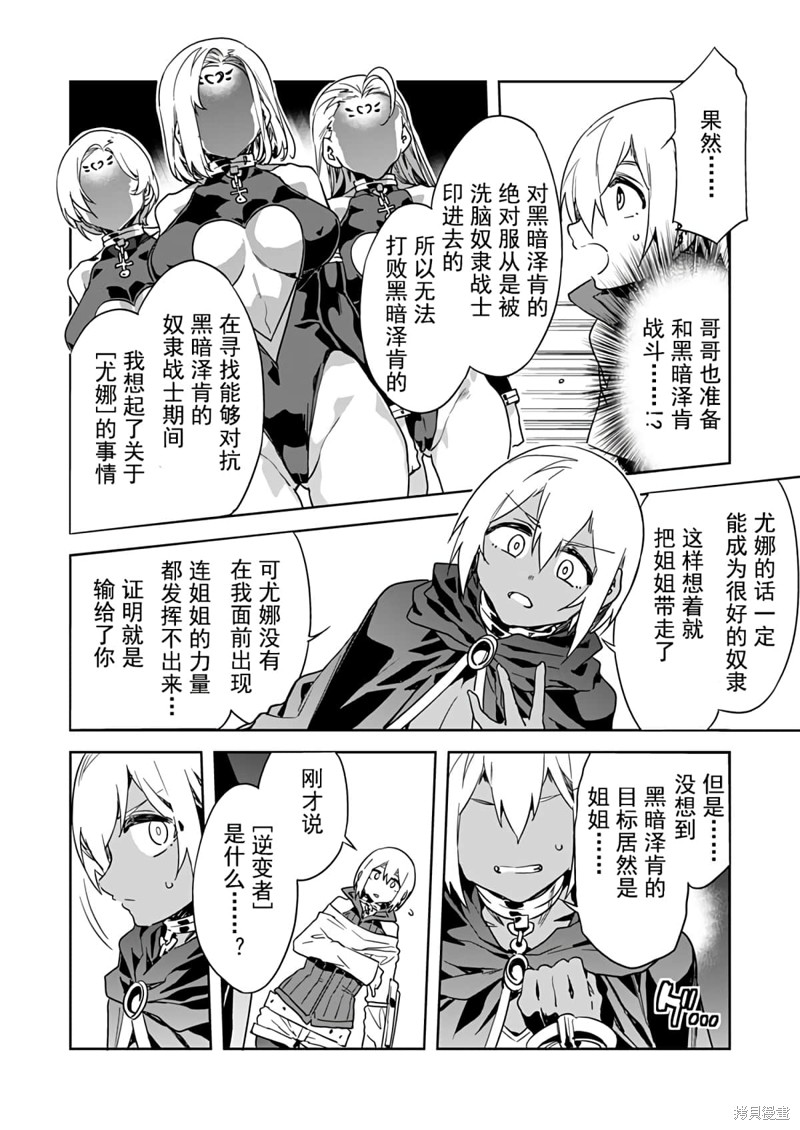 果然……
哥哥也准备
和黑暗泽肯
战斗……!?
对黑暗泽肯的
绝对服从是被
洗脑奴隶战士
印进去的
所以无法
打败黑暗泽肯的
在寻找能够对抗
黑暗泽肯的
奴隶战士期间
我想起了关于
[尤娜]的事情
尤娜的话一定
能成为很好的奴隶
这样想着就
把姐姐带走了
可尤娜没有
在我面前出现
连姐姐的力量
都发挥不出来…
证明就是
输给了你
但是……
没想到
黑暗泽肯的
目标居然是
姐姐……
刚才说
[逆变者]
是什么……?
拷贝漫畫